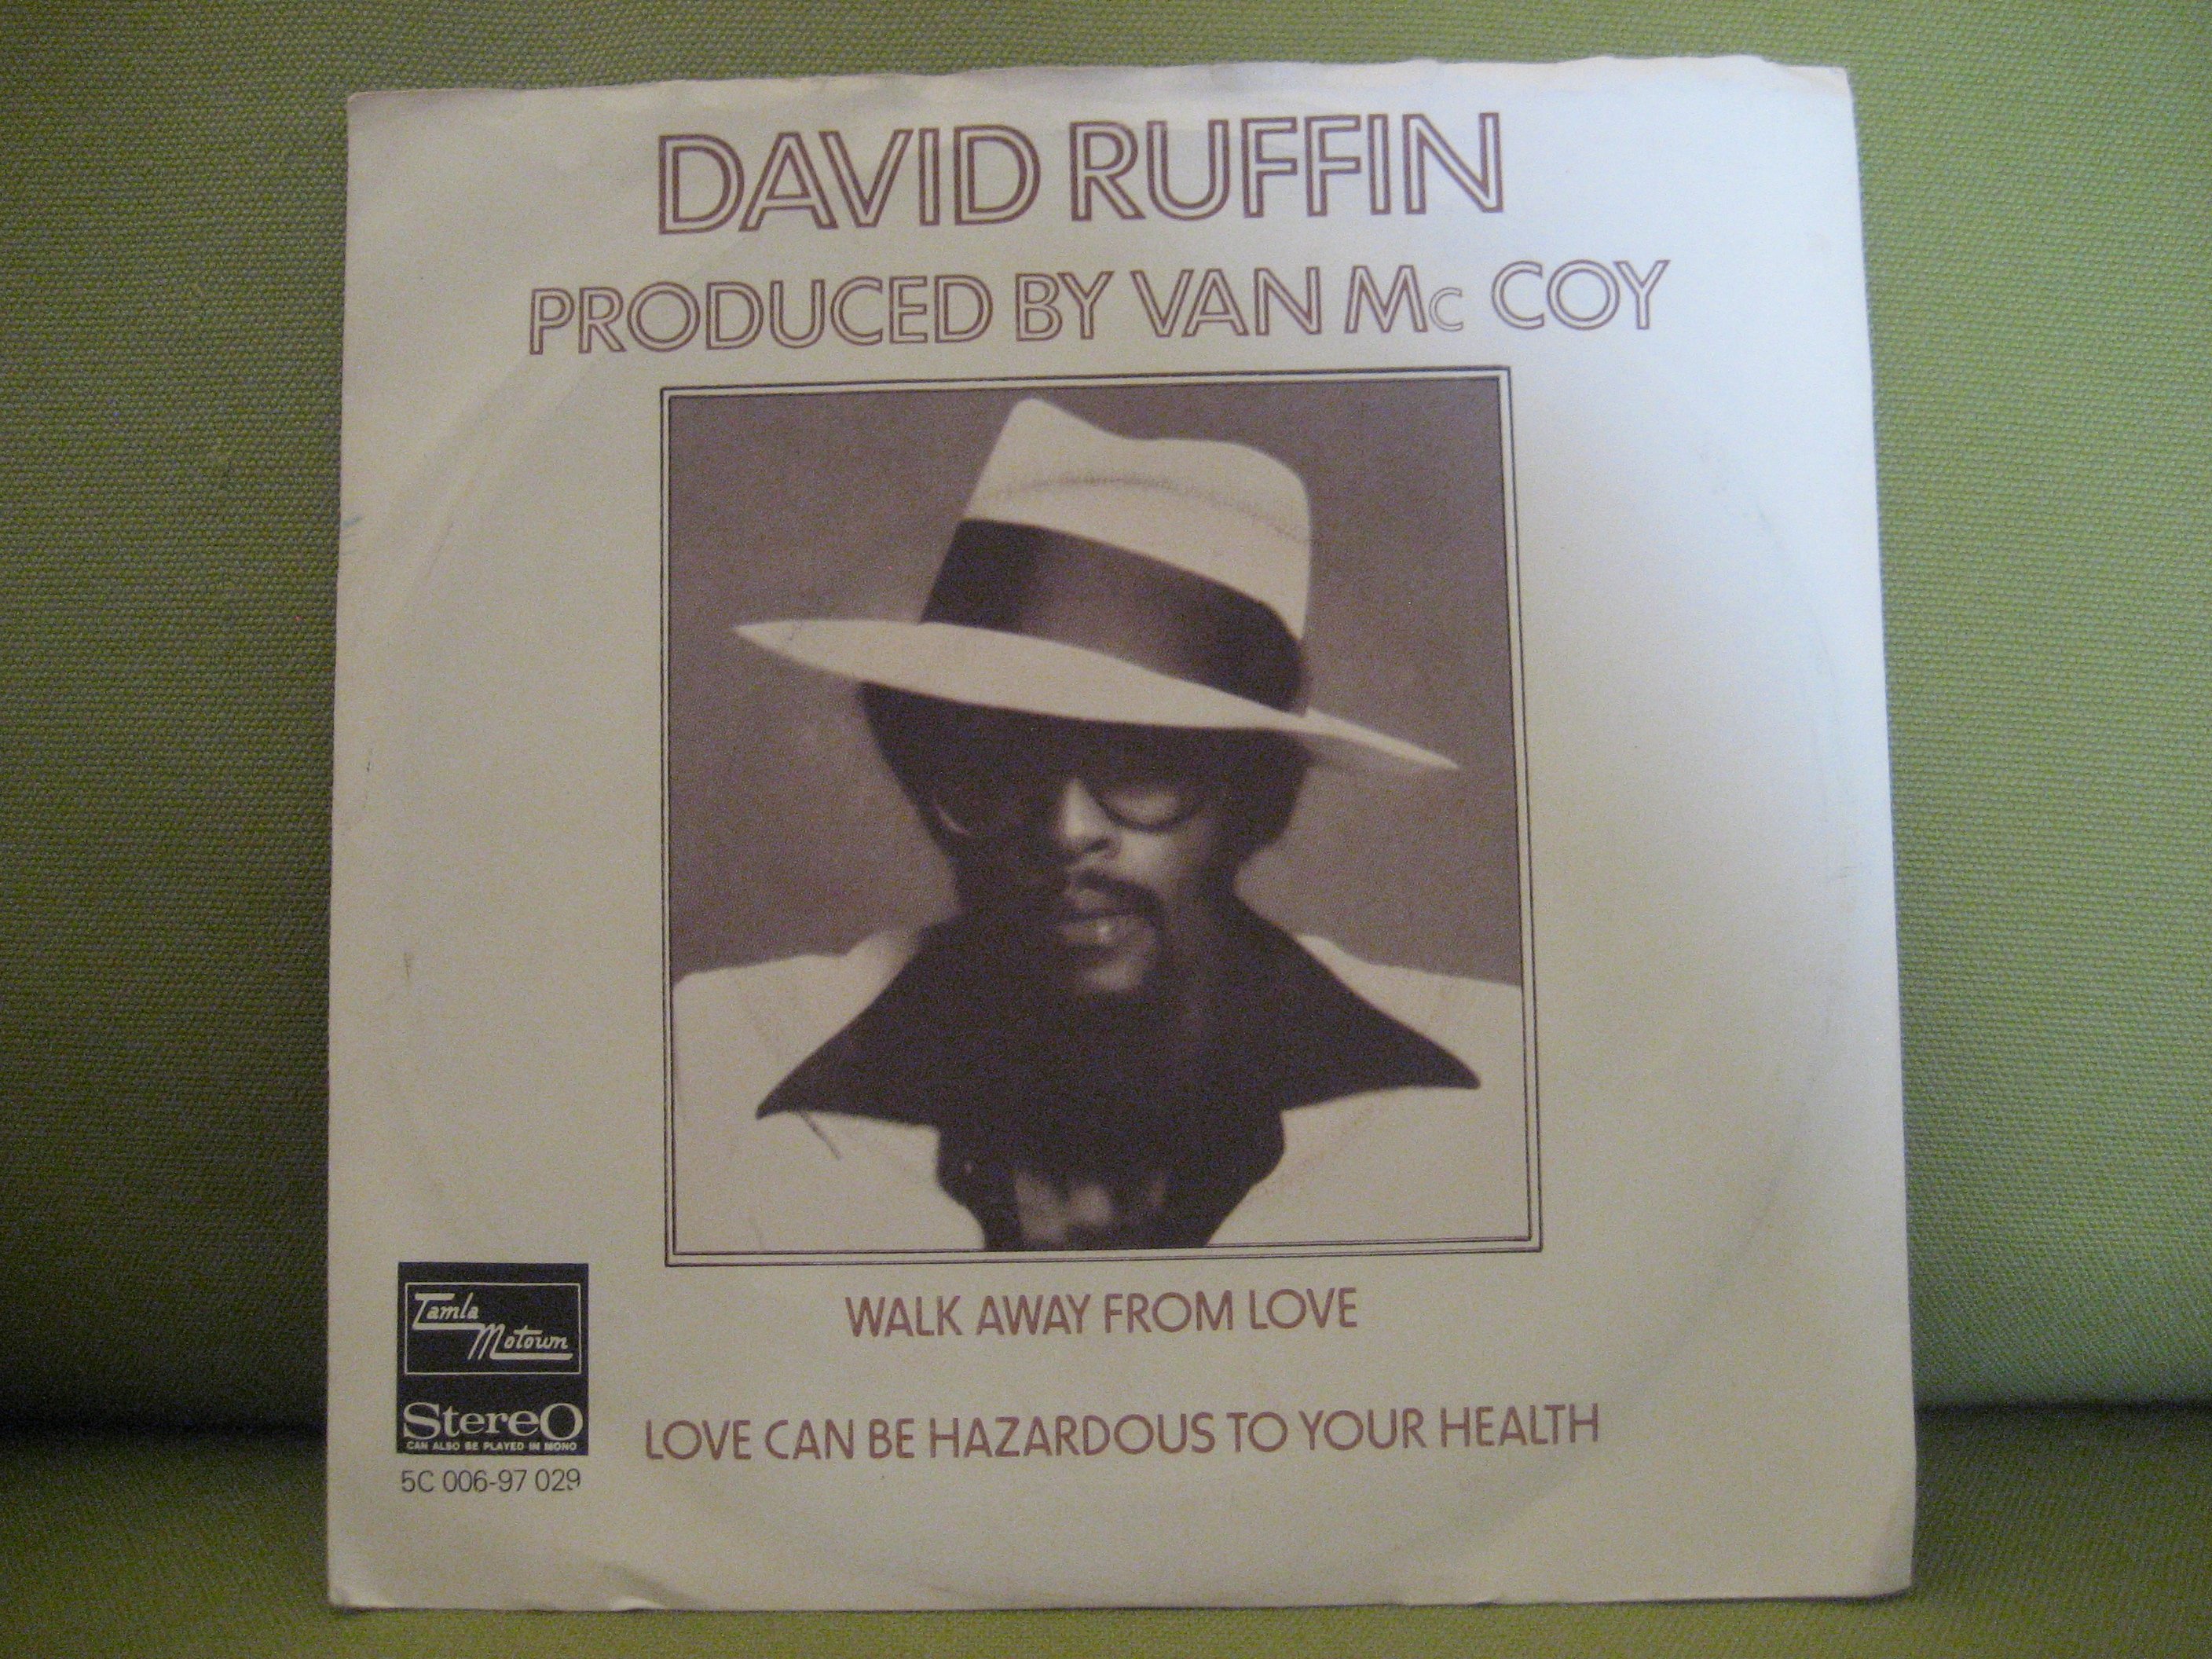 DAVID RUFFIN
PRODUCED BY VAN Mc COY
WALK AWAY FROM LOVE
LOVE CAN BE HAZARDOUS TO YOUR HEALTH
Tamla
Motown
Stereo
CAN ALSO BE PLAYED IN MONO
5C 006-97 029